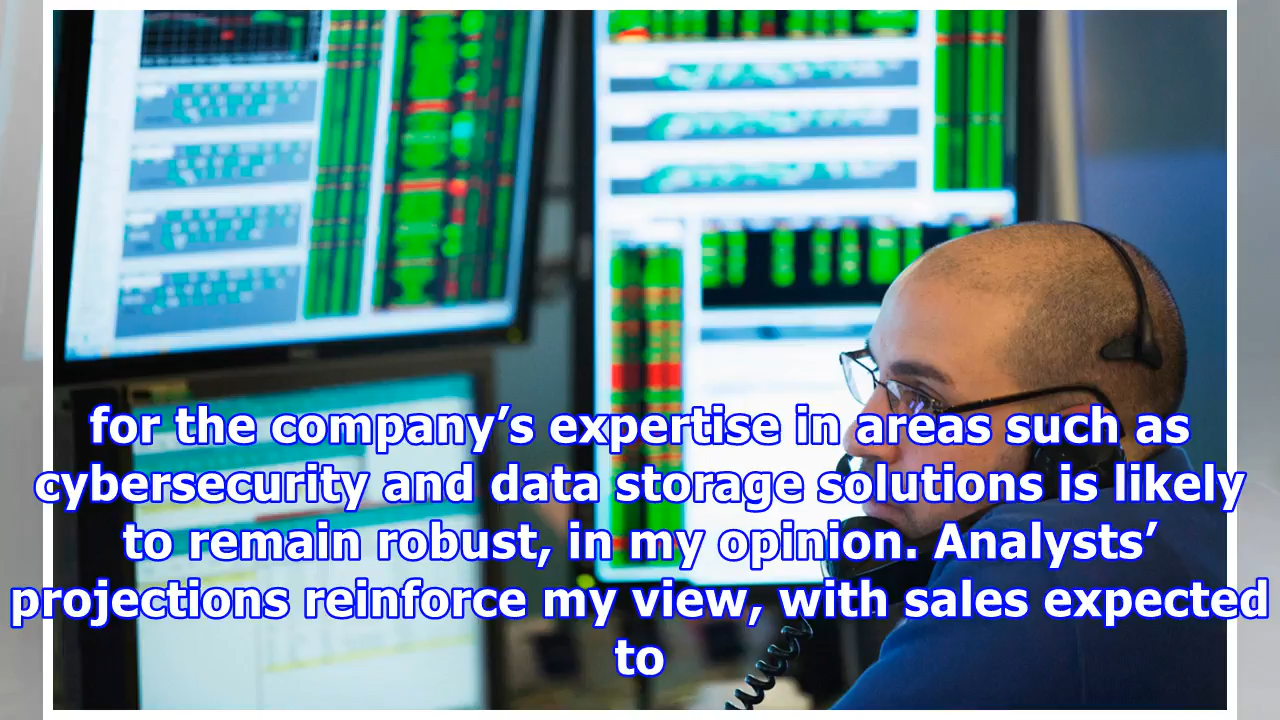 for the company’s expertise in areas such as
cybersecurity and data storage solutions is likely
to remain robust, in my opinion. Analysts’
projections reinforce my view, with sales expected
to